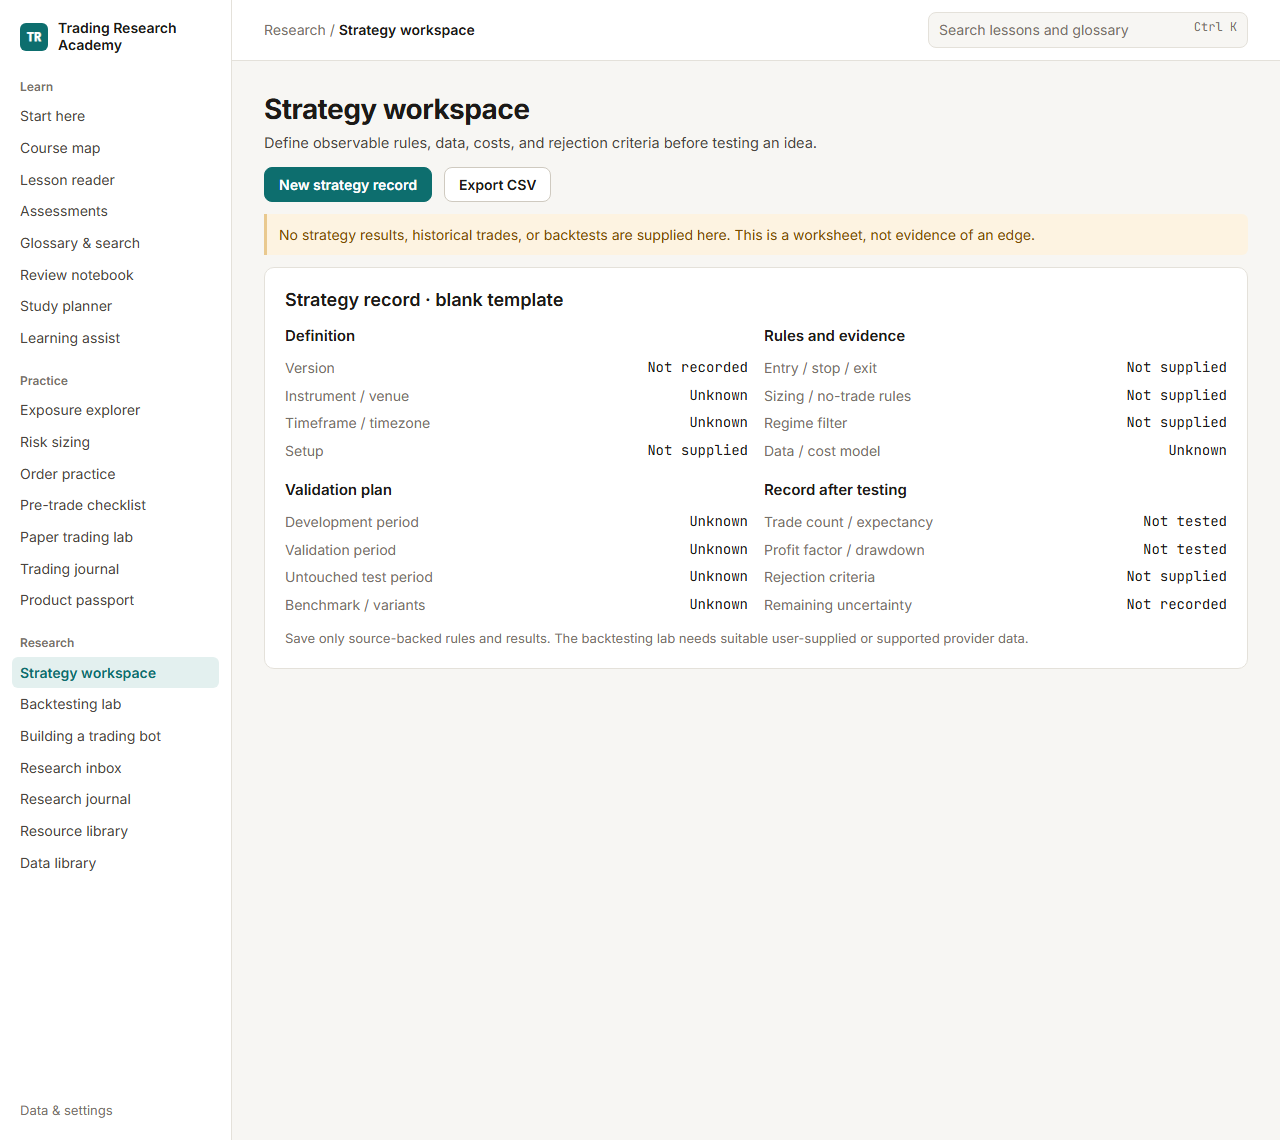 TR
Trading Research
Academy
Learn
Start here
Course map
Lesson reader
Assessments
Glossary & search
Review notebook
Study planner
Learning assist
Practice
Exposure explorer
Risk sizing
Order practice
Pre-trade checklist
Paper trading lab
Trading journal
Product passport
Research
Strategy workspace
Backtesting lab
Building a trading bot
Research inbox
Research journal
Resource library
Data library
Data & settings
Research / Strategy workspace
Search lessons and glossary Ctrl K
Strategy workspace
Define observable rules, data, costs, and rejection criteria before testing an idea.
New strategy record
Export CSV
No strategy results, historical trades, or backtests are supplied here. This is a worksheet, not evidence of an edge.
Strategy record · blank template
Definition
Version Not recorded
Instrument / venue Unknown
Timeframe / timezone Unknown
Setup Not supplied
Rules and evidence
Entry / stop / exit Not supplied
Sizing / no-trade rules Not supplied
Regime filter Not supplied
Data / cost model Unknown
Validation plan
Development period Unknown
Validation period Unknown
Untouched test period Unknown
Benchmark / variants Unknown
Record after testing
Trade count / expectancy Not tested
Profit factor / drawdown Not tested
Rejection criteria Not supplied
Remaining uncertainty Not recorded
Save only source-backed rules and results. The backtesting lab needs suitable user-supplied or supported provider data.